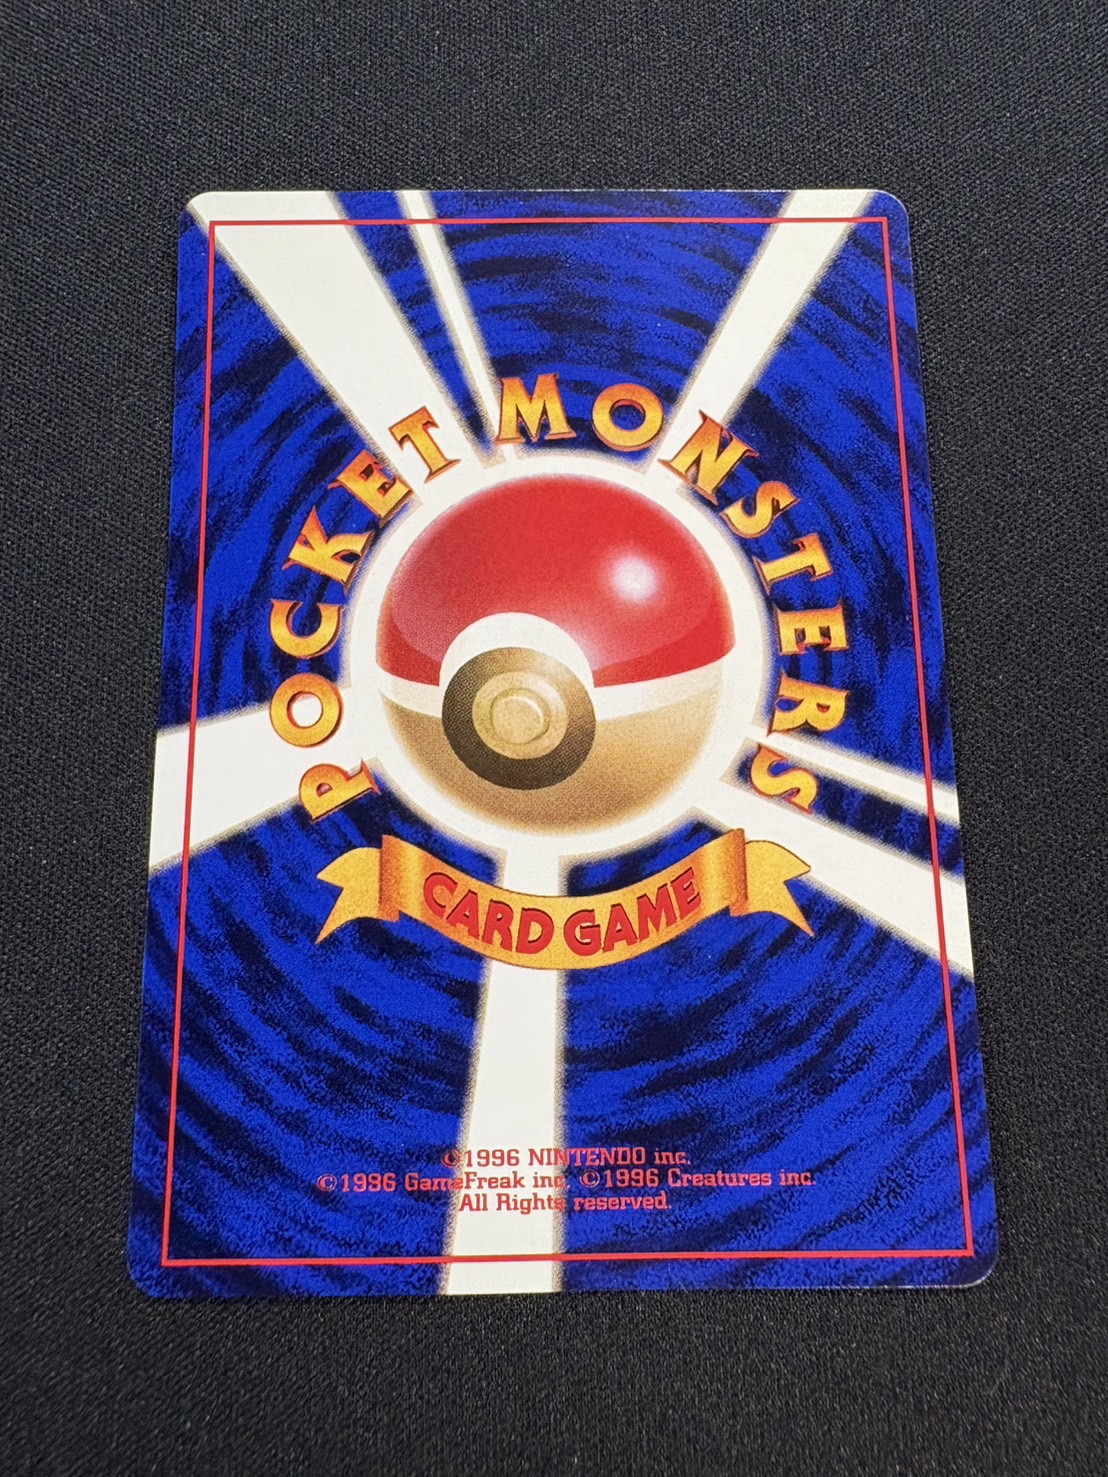 POCKET MONSTERS
CARD GAME
©1996 NINTENDO inc.
©1996 GameFreak inc. ©1996 Creatures inc.
All Rights reserved.